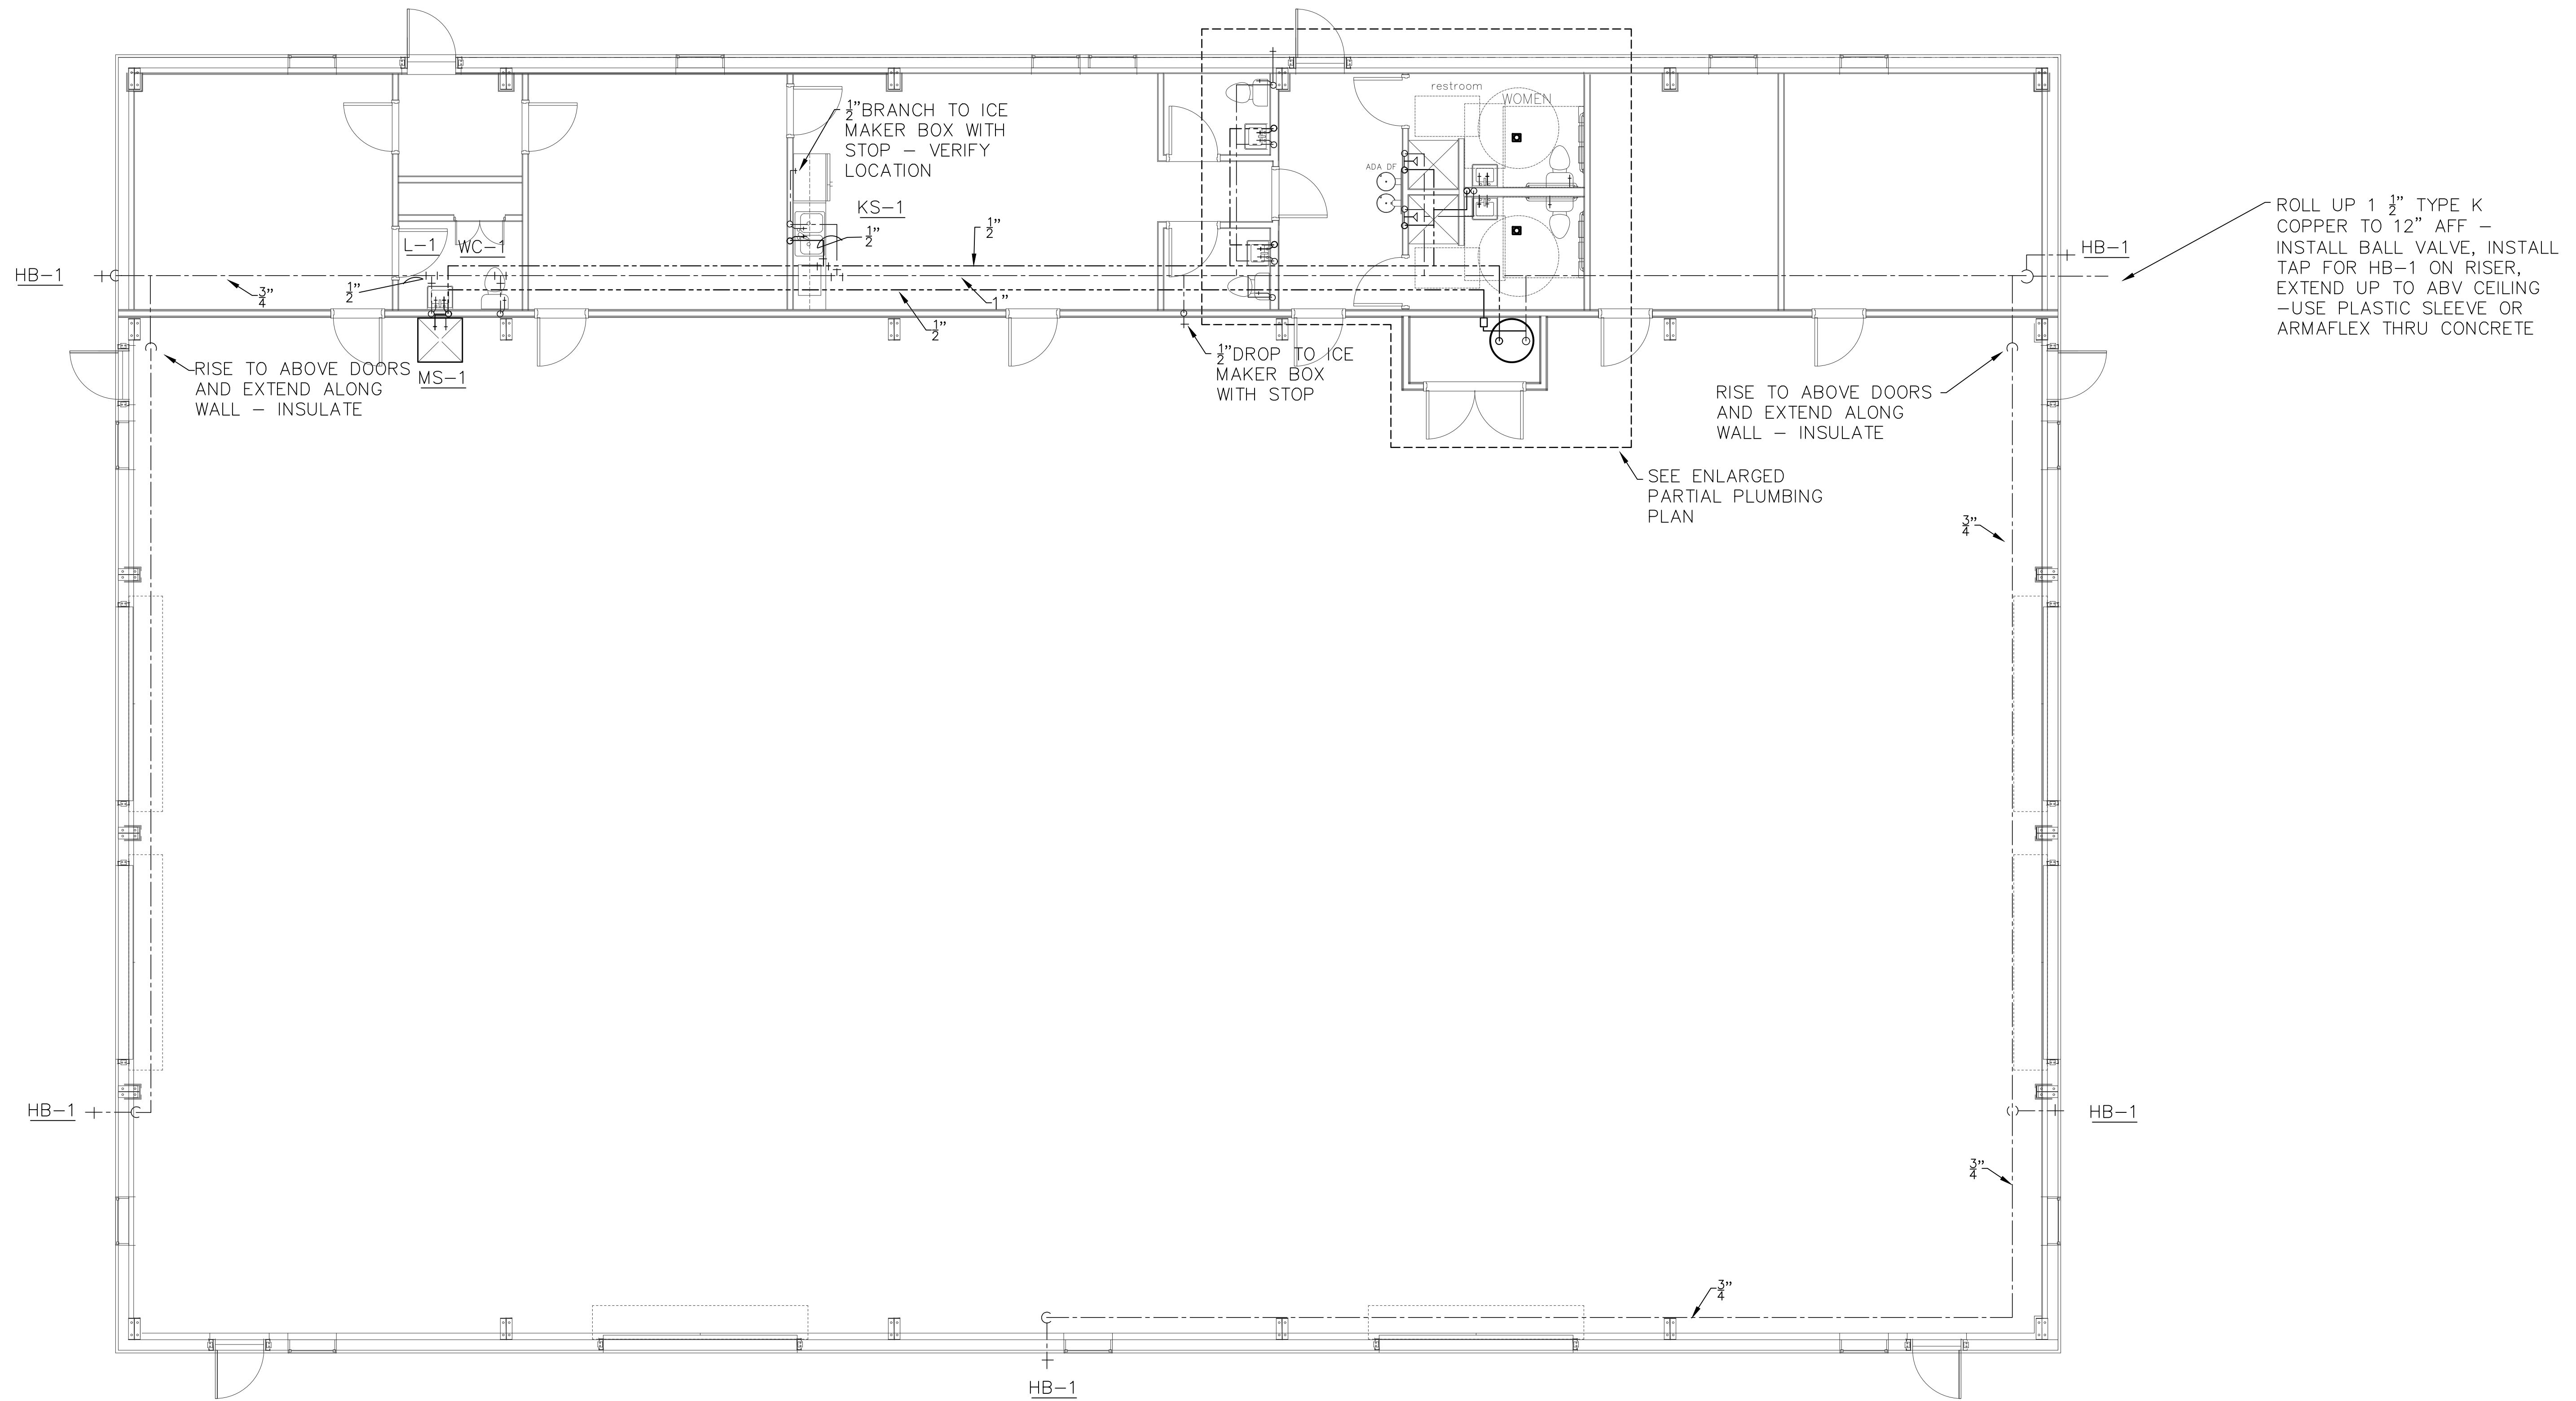 restroom
WOMEN
½"BRANCH TO ICE
MAKER BOX WITH
STOP – VERIFY
LOCATION
ADA DF
KS-1
½"
½"
ROLL UP 1 ½" TYPE K
COPPER TO 12" AFF –
INSTALL BALL VALVE, INSTALL
TAP FOR HB-1 ON RISER,
EXTEND UP TO ABV CEILING
-USE PLASTIC SLEEVE OR
ARMAFLEX THRU CONCRETE
L-1
WC-1
HB-1
HB-1
¾"
½"
1"
½"
RISE TO ABOVE DOORS
AND EXTEND ALONG
WALL – INSULATE
MS-1
½"DROP TO ICE
MAKER BOX
WITH STOP
RISE TO ABOVE DOORS
AND EXTEND ALONG
WALL – INSULATE
SEE ENLARGED
PARTIAL PLUMBING
PLAN
¾"
HB-1
HB-1
¾"
¾"
HB-1